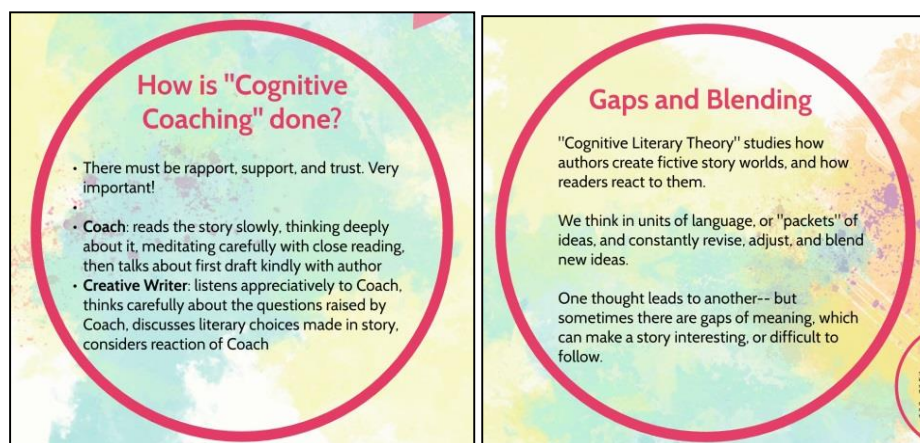 How is "Cognitive
Coaching" done?
• There must be rapport, support, and trust. Very
important!
•
• Coach: reads the story slowly, thinking deeply
about it, meditating carefully with close reading,
then talks about first draft kindly with author
• Creative Writer: listens appreciatively to Coach,
thinks carefully about the questions raised by
Coach, discusses literary choices made in story,
considers reaction of Coach
Gaps and Blending
"Cognitive Literary Theory" studies how
authors create fictive story worlds, and how
readers react to them.
We think in units of language, or "packets" of
ideas, and constantly revise, adjust, and blend
new ideas.
One thought leads to another-- but
sometimes there are gaps of meaning, which
can make a story interesting, or difficult to
follow.